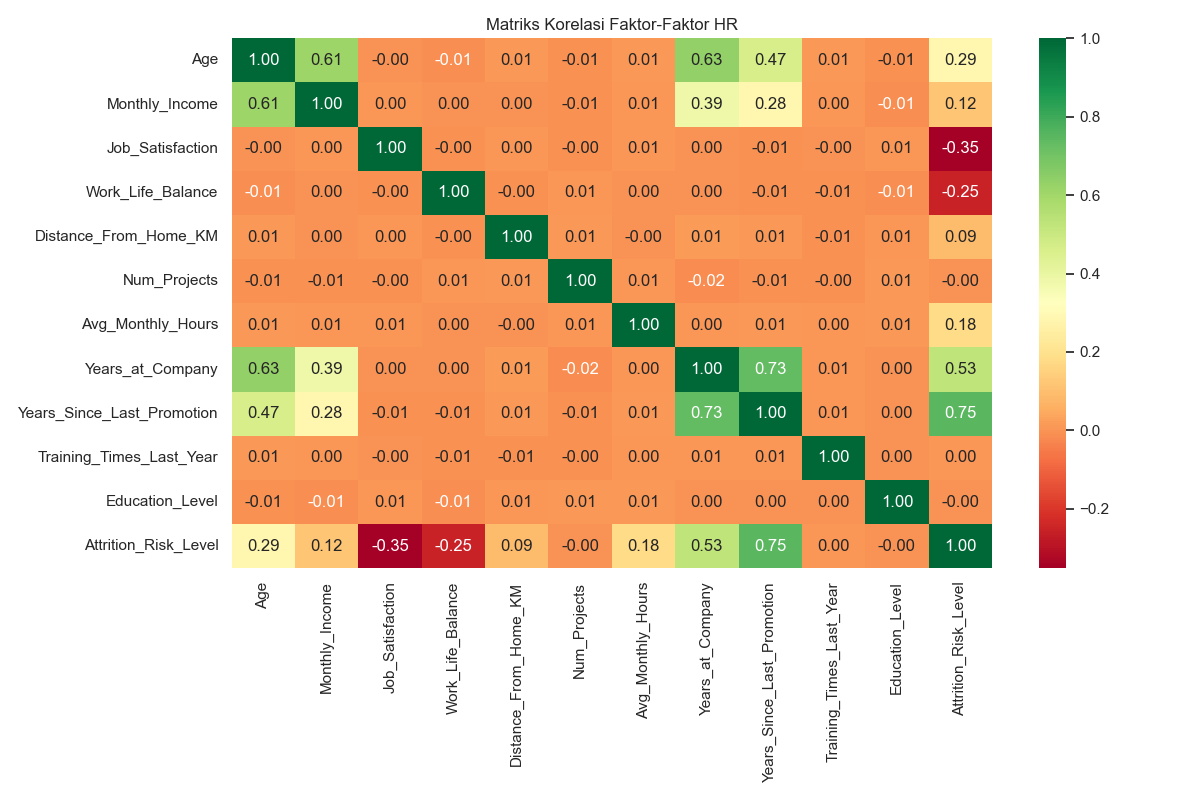 Matriks Korelasi Faktor-Faktor HR
Age 1.00 0.61 -0.00 -0.01 0.01 -0.01 0.01 0.63 0.47 0.01 -0.01 0.29
Monthly_Income 0.61 1.00 0.00 0.00 0.00 -0.01 0.01 0.39 0.28 0.00 -0.01 0.12
Job_Satisfaction -0.00 0.00 1.00 -0.00 0.00 -0.00 0.01 0.00 -0.01 -0.00 0.01 -0.35
Work_Life_Balance -0.01 0.00 -0.00 1.00 -0.00 0.01 0.00 0.00 -0.01 -0.01 -0.01 -0.25
Distance_From_Home_KM 0.01 0.00 0.00 -0.00 1.00 0.01 -0.00 0.01 0.01 -0.01 0.01 0.09
Num_Projects -0.01 -0.01 -0.00 0.01 0.01 1.00 0.01 -0.02 -0.01 -0.00 0.01 -0.00
Avg_Monthly_Hours 0.01 0.01 0.01 0.00 -0.00 0.01 1.00 0.00 0.01 0.00 0.01 0.18
Years_at_Company 0.63 0.39 0.00 0.00 0.01 -0.02 0.00 1.00 0.73 0.01 0.00 0.53
Years_Since_Last_Promotion 0.47 0.28 -0.01 -0.01 0.01 -0.01 0.01 0.73 1.00 0.01 0.00 0.75
Training_Times_Last_Year 0.01 0.00 -0.00 -0.01 -0.01 -0.00 0.00 0.01 0.01 1.00 0.00 0.00
Education_Level -0.01 -0.01 0.01 -0.01 0.01 0.01 0.01 0.00 0.00 0.00 1.00 -0.00
Attrition_Risk_Level 0.29 0.12 -0.35 -0.25 0.09 -0.00 0.18 0.53 0.75 0.00 -0.00 1.00
Age
Monthly_Income
Job_Satisfaction
Work_Life_Balance
Distance_From_Home_KM
Num_Projects
Avg_Monthly_Hours
Years_at_Company
Years_Since_Last_Promotion
Training_Times_Last_Year
Education_Level
Attrition_Risk_Level
1.0
0.8
0.6
0.4
0.2
0.0
−0.2